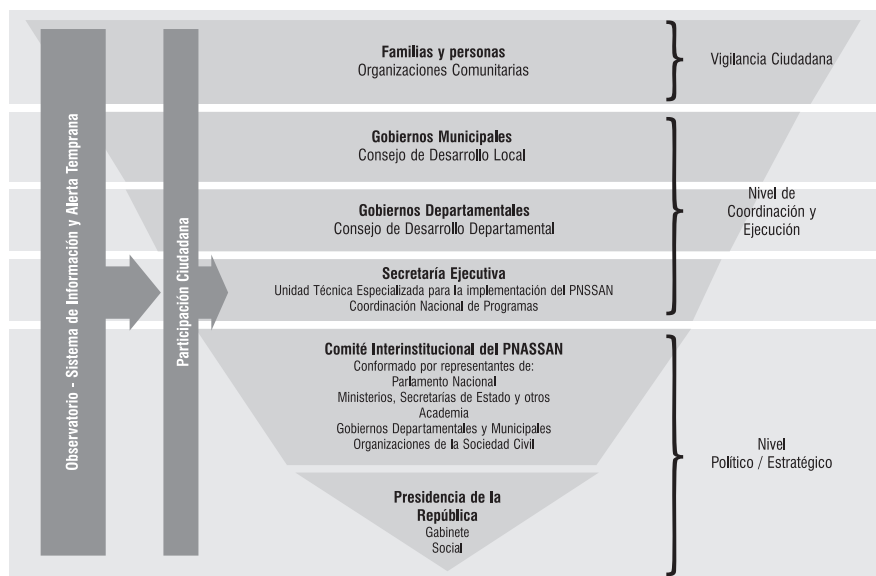 Observatorio - Sistema de Información y Alerta Temprana
Participación Ciudadana
Familias y personas
Organizaciones Comunitarias
Vigilancia Ciudadana
Gobiernos Municipales
Consejo de Desarrollo Local
Gobiernos Departamentales
Consejo de Desarrollo Departamental
Nivel de
Coordinación y
Ejecución
Secretaría Ejecutiva
Unidad Técnica Especializada para la implementación del PNSSAN
Coordinación Nacional de Programas
Comité Interinstitucional del PNASSAN
Conformado por representantes de:
Parlamento Nacional
Ministerios, Secretarías de Estado y otros
Academia
Gobiernos Departamentales y Municipales
Organizaciones de la Sociedad Civil
Nivel
Político / Estratégico
Presidencia de la
República
Gabinete
Social